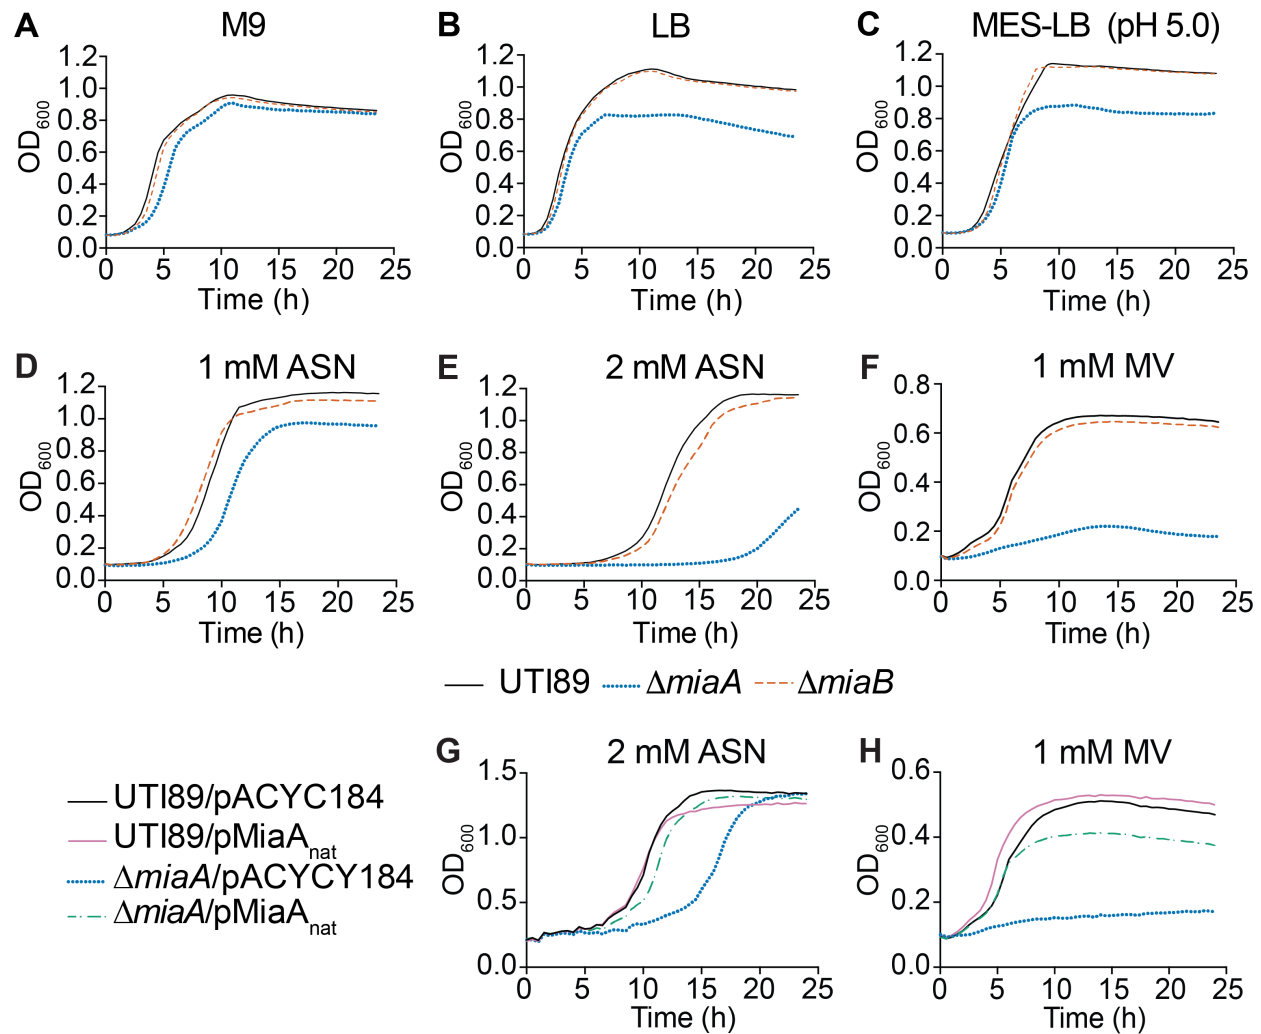 A
M9
OD600
1.2
1.0
0.8
0.6
0.4
0.2
0.0
0 5 10 15 20 25
Time (h)
B
LB
OD600
1.2
1.0
0.8
0.6
0.4
0.2
0.0
0 5 10 15 20 25
Time (h)
C
MES-LB (pH 5.0)
OD600
1.2
1.0
0.8
0.6
0.4
0.2
0.0
0 5 10 15 20 25
Time (h)
D
1 mM ASN
OD600
1.2
1.0
0.8
0.6
0.4
0.2
0.0
0 5 10 15 20 25
Time (h)
E
2 mM ASN
OD600
1.2
1.0
0.8
0.6
0.4
0.2
0.0
0 5 10 15 20 25
Time (h)
F
1 mM MV
OD600
0.8
0.6
0.4
0.2
0.0
0 5 10 15 20 25
Time (h)
UTI89 ΔmiaA ΔmiaB
UTI89/pACYC184
UTI89/pMiaAnat
ΔmiaA/pACYCY184
ΔmiaA/pMiaAnat
G
2 mM ASN
OD600
1.5
1.0
0.5
0.0
0 5 10 15 20 25
Time (h)
H
1 mM MV
OD600
0.6
0.4
0.2
0.0
0 5 10 15 20 25
Time (h)